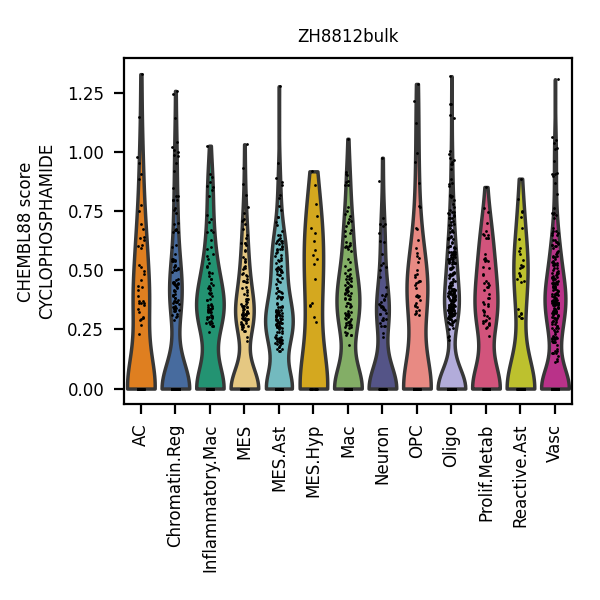 ZH8812bulk
CHEMBL88 score
CYCLOPHOSPHAMIDE
1.25
1.00
0.75
0.50
0.25
0.00
AC
Chromatin.Reg
Inflammatory.Mac
MES
MES.Ast
MES.Hyp
Mac
Neuron
OPC
Oligo
Prolif.Metab
Reactive.Ast
Vasc